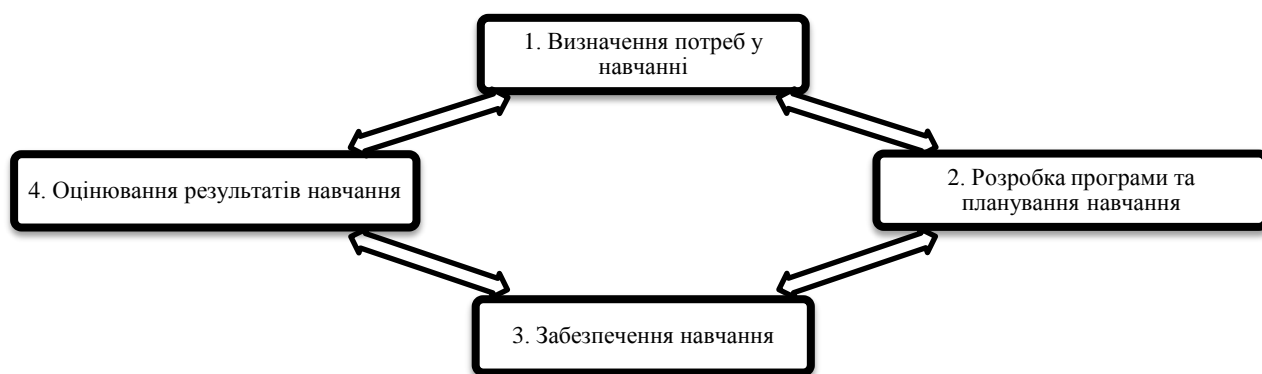 1. Визначення потреб у
навчанні
4. Оцінювання результатів навчання
2. Розробка програми та
планування навчання
3. Забезпечення навчання